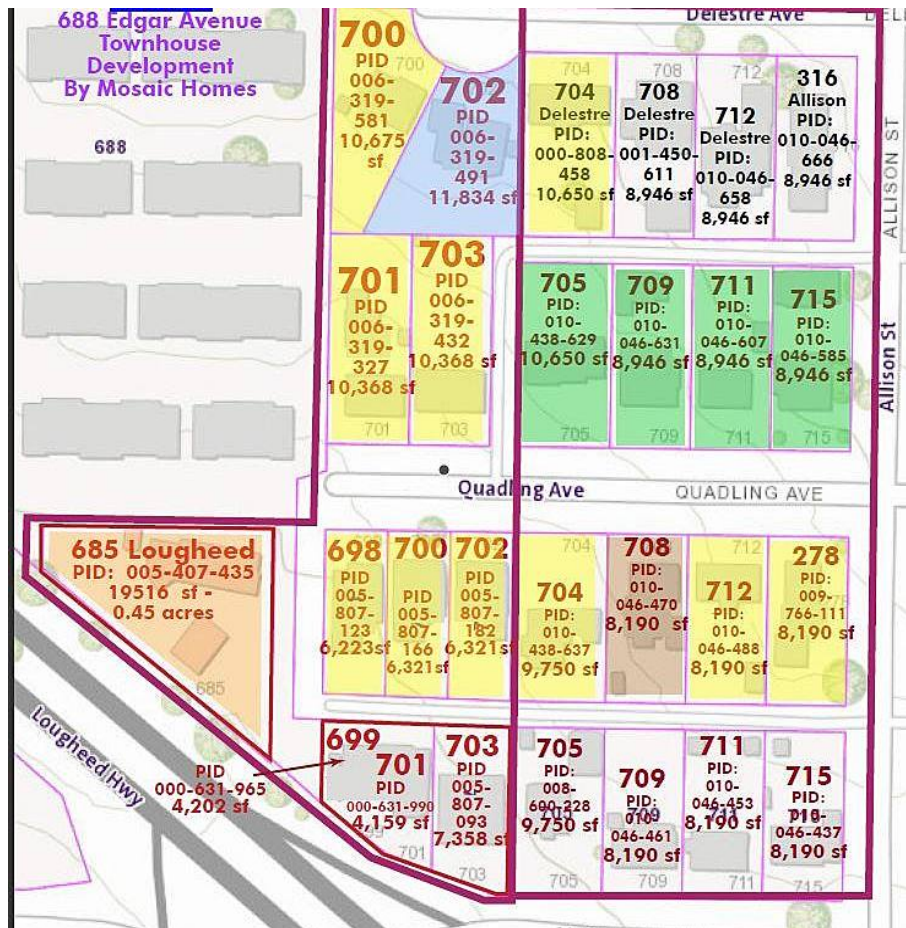 688 Edgar Avenue
Townhouse
Development
By Mosaic Homes
688
Delestre Ave
DEL
700
PID
006-
319-
581
10,675
sf
700
702
PID
006-
319-
491
11,834 sf
704
704
Delestre
PID:
000-808-
458
10,650 sf
708
708
Delestre
PID:
001-450-
611
8,946 sf
712
712
Delestre
PID:
010-046-
658
8,946 sf
316
Allison
PID:
010-046-
666
8,946 sf
ALLISON ST
701
PID
006-
319-
327
10,368 sf
701
703
PID
006-
319-
432
10,368 sf
703
705
PID:
010-
438-629
10,650 sf
705
709
PID:
010-
046-631
8,946 sf
709
711
PID:
010-
046-607
8,946 sf
711
715
PID:
010-
046-585
8,946 sf
715
Allison St
Quadling Ave
QUADLING AVE
685 Lougheed
PID: 005-407-435
19516 sf -
0.45 acres
685
698
PID
005-
807-
123
6,223sf
700
PID
005-
807-
166
6,321sf
702
PID
005-
807-
182
6,321sf
704
704
PID:
010-
438-637
9,750 sf
708
PID:
010-
046-470
8,190 sf
712
712
PID:
010-
046-488
8,190 sf
278
PID:
009-
766-111
8,190 sf
Lougheed Hwy
699
PID
000-631-965
4,202 sf
701
PID
000-631-990
4,159 sf
701
703
PID
005-
807-
093
7,358 sf
703
705
PID:
008-
600-228
9,750 sf
705
709
PID:
010-
046-461
8,190 sf
709
711
PID:
010-
046-453
8,190 sf
711
715
PID:
010-
046-437
8,190 sf
715